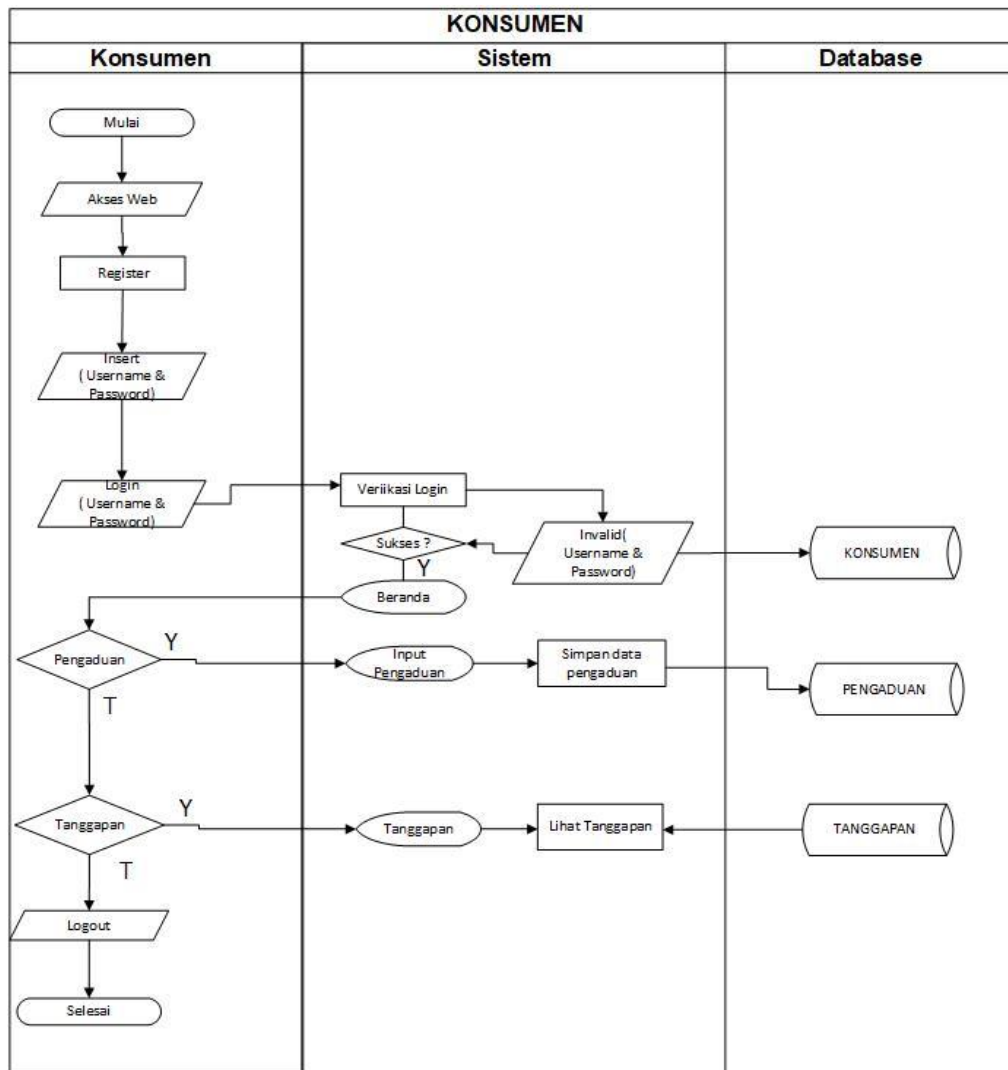 KONSUMEN
Konsumen
Sistem
Database
Mulai
Akses Web
Register
Insert
( Username &
Password)
Login
( Username &
Password)
Veriikasi Login
Sukses ?
Invalid(
Username &
Password)
KONSUMEN
Y
Beranda
Pengaduan
Y
Input
Pengaduan
Simpan data
pengaduan
PENGADUAN
T
Tanggapan
Y
Tanggapan
Lihat Tanggapan
TANGGAPAN
T
Logout
Selesai